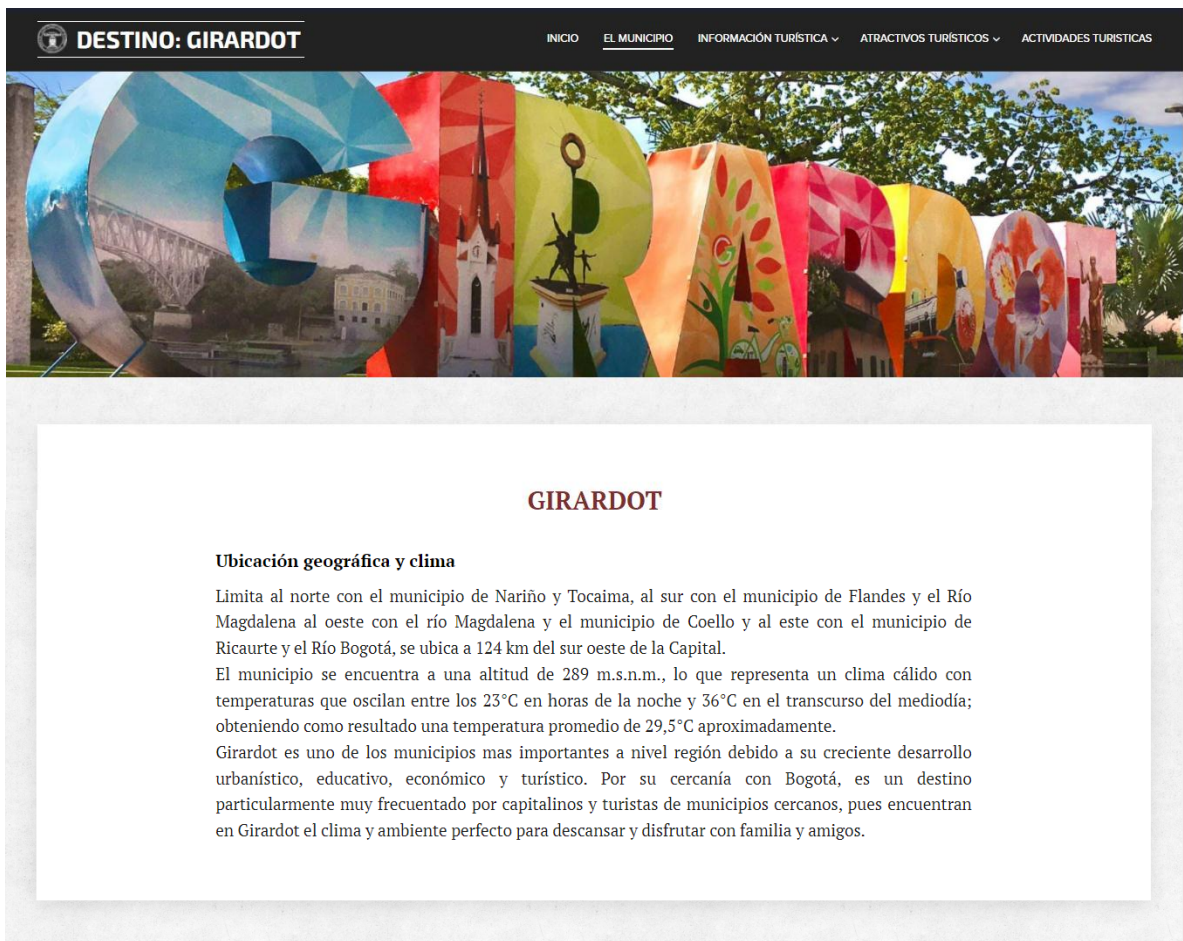 DESTINO: GIRARDOT
INICIO EL MUNICIPIO INFORMACIÓN TURÍSTICA ATRACTIVOS TURÍSTICOS ACTIVIDADES TURISTICAS
GIRARDOT
GIRARDOT
Ubicación geográfica y clima
Limita al norte con el municipio de Nariño y Tocaima, al sur con el municipio de Flandes y el Río
Magdalena al oeste con el río Magdalena y el municipio de Coello y al este con el municipio de
Ricaurte y el Río Bogotá, se ubica a 124 km del sur oeste de la Capital.
El municipio se encuentra a una altitud de 289 m.s.n.m., lo que representa un clima cálido con
temperaturas que oscilan entre los 23°C en horas de la noche y 36°C en el transcurso del mediodía;
obteniendo como resultado una temperatura promedio de 29,5°C aproximadamente.
Girardot es uno de los municipios mas importantes a nivel región debido a su creciente desarrollo
urbanístico, educativo, económico y turístico. Por su cercanía con Bogotá, es un destino
particularmente muy frecuentado por capitalinos y turistas de municipios cercanos, pues encuentran
en Girardot el clima y ambiente perfecto para descansar y disfrutar con familia y amigos.